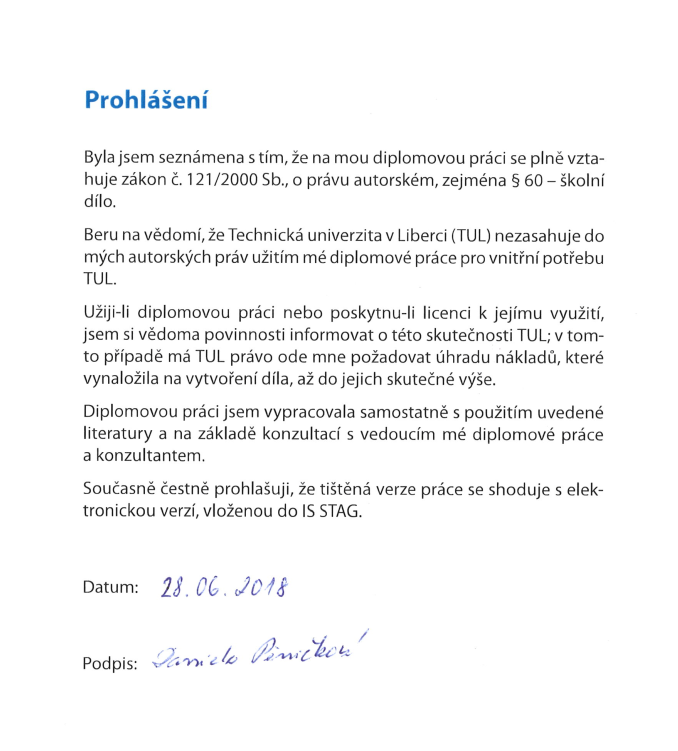 Prohlášení
Byla jsem seznámena s tím, že na mou diplomovou práci se plně vzta-
huje zákon č. 121/2000 Sb., o právu autorském, zejména § 60 – školní
dílo.
Beru na vědomí, že Technická univerzita v Liberci (TUL) nezasahuje do
mých autorských práv užitím mé diplomové práce pro vnitřní potřebu
TUL.
Užiji-li diplomovou práci nebo poskytnu-li licenci k jejímu využití,
jsem si vědoma povinnosti informovat o této skutečnosti TUL; v tom-
to případě má TUL právo ode mne požadovat úhradu nákladů, které
vynaložila na vytvoření díla, až do jejich skutečné výše.
Diplomovou práci jsem vypracovala samostatně s použitím uvedené
literatury a na základě konzultací s vedoucím mé diplomové práce
a konzultantem.
Současně čestně prohlašuji, že tištěná verze práce se shoduje s elek-
tronickou verzí, vloženou do IS STAG.
Datum: 28.06.2018
Podpis: Daniela Pěničková